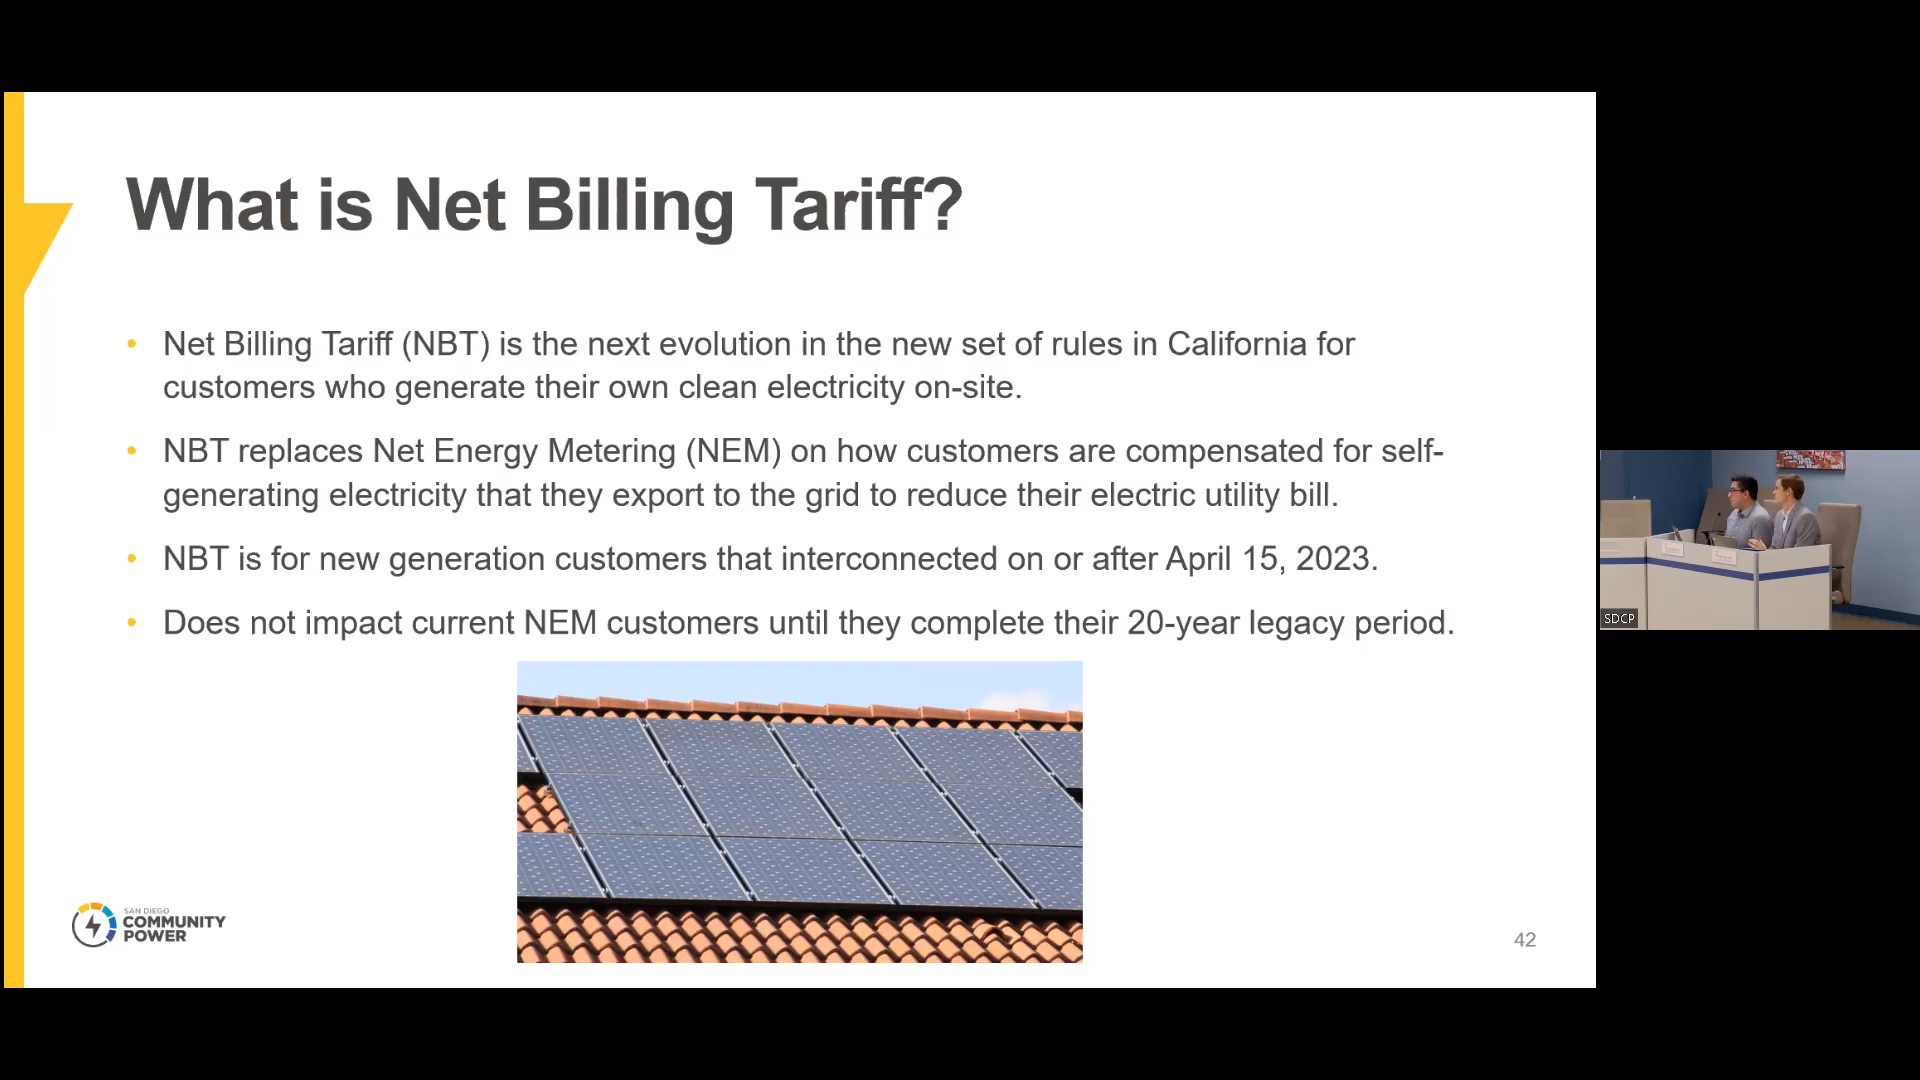 What is Net Billing Tariff?
• Net Billing Tariff (NBT) is the next evolution in the new set of rules in California for
customers who generate their own clean electricity on-site.
• NBT replaces Net Energy Metering (NEM) on how customers are compensated for self-
generating electricity that they export to the grid to reduce their electric utility bill.
• NBT is for new generation customers that interconnected on or after April 15, 2023.
• Does not impact current NEM customers until they complete their 20-year legacy period.
SAN DIEGO
COMMUNITY
POWER
42
SDCP